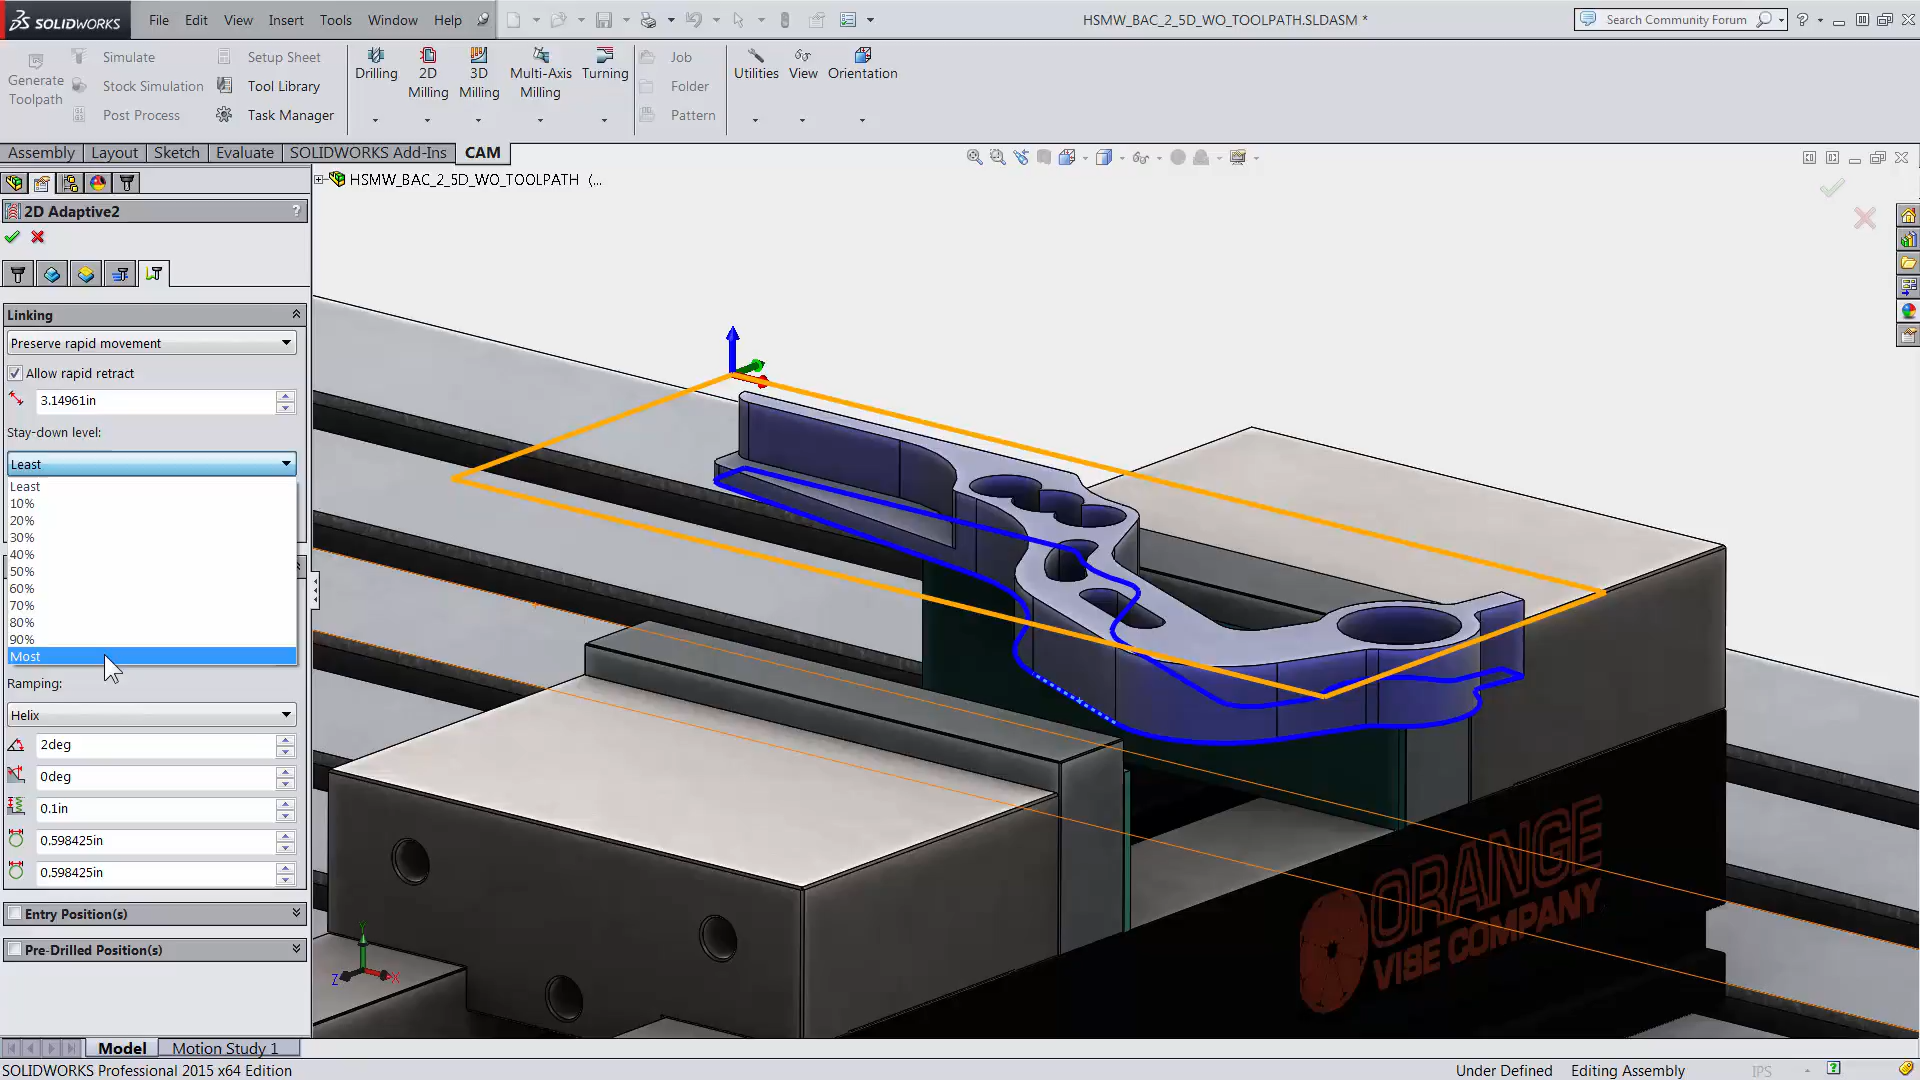 SOLIDWORKS
File Edit View Insert Tools Window Help
HSMW_BAC_2_5D_WO_TOOLPATH.SLDASM *
Search Community Forum
Generate Toolpath
Simulate
Stock Simulation
Post Process
Setup Sheet
Tool Library
Task Manager
Drilling
2D Milling
3D Milling
Multi-Axis Milling
Turning
Job
Folder
Pattern
Utilities
View
Orientation
Assembly Layout Sketch Evaluate SOLIDWORKS Add-Ins CAM
HSMW_BAC_2_5D_WO_TOOLPATH (...
2D Adaptive2
?
Linking
Preserve rapid movement
Allow rapid retract
3.14961in
Stay-down level:
Least
Least
10%
20%
30%
40%
50%
60%
70%
80%
90%
Most
Ramping:
Helix
2deg
0deg
0.1in
0.598425in
0.598425in
Entry Position(s)
Pre-Drilled Position(s)
Y
Z
X
ORANGE
VISE COMPANY
Model Motion Study 1
SOLIDWORKS Professional 2015 x64 Edition
Under Defined Editing Assembly IPS